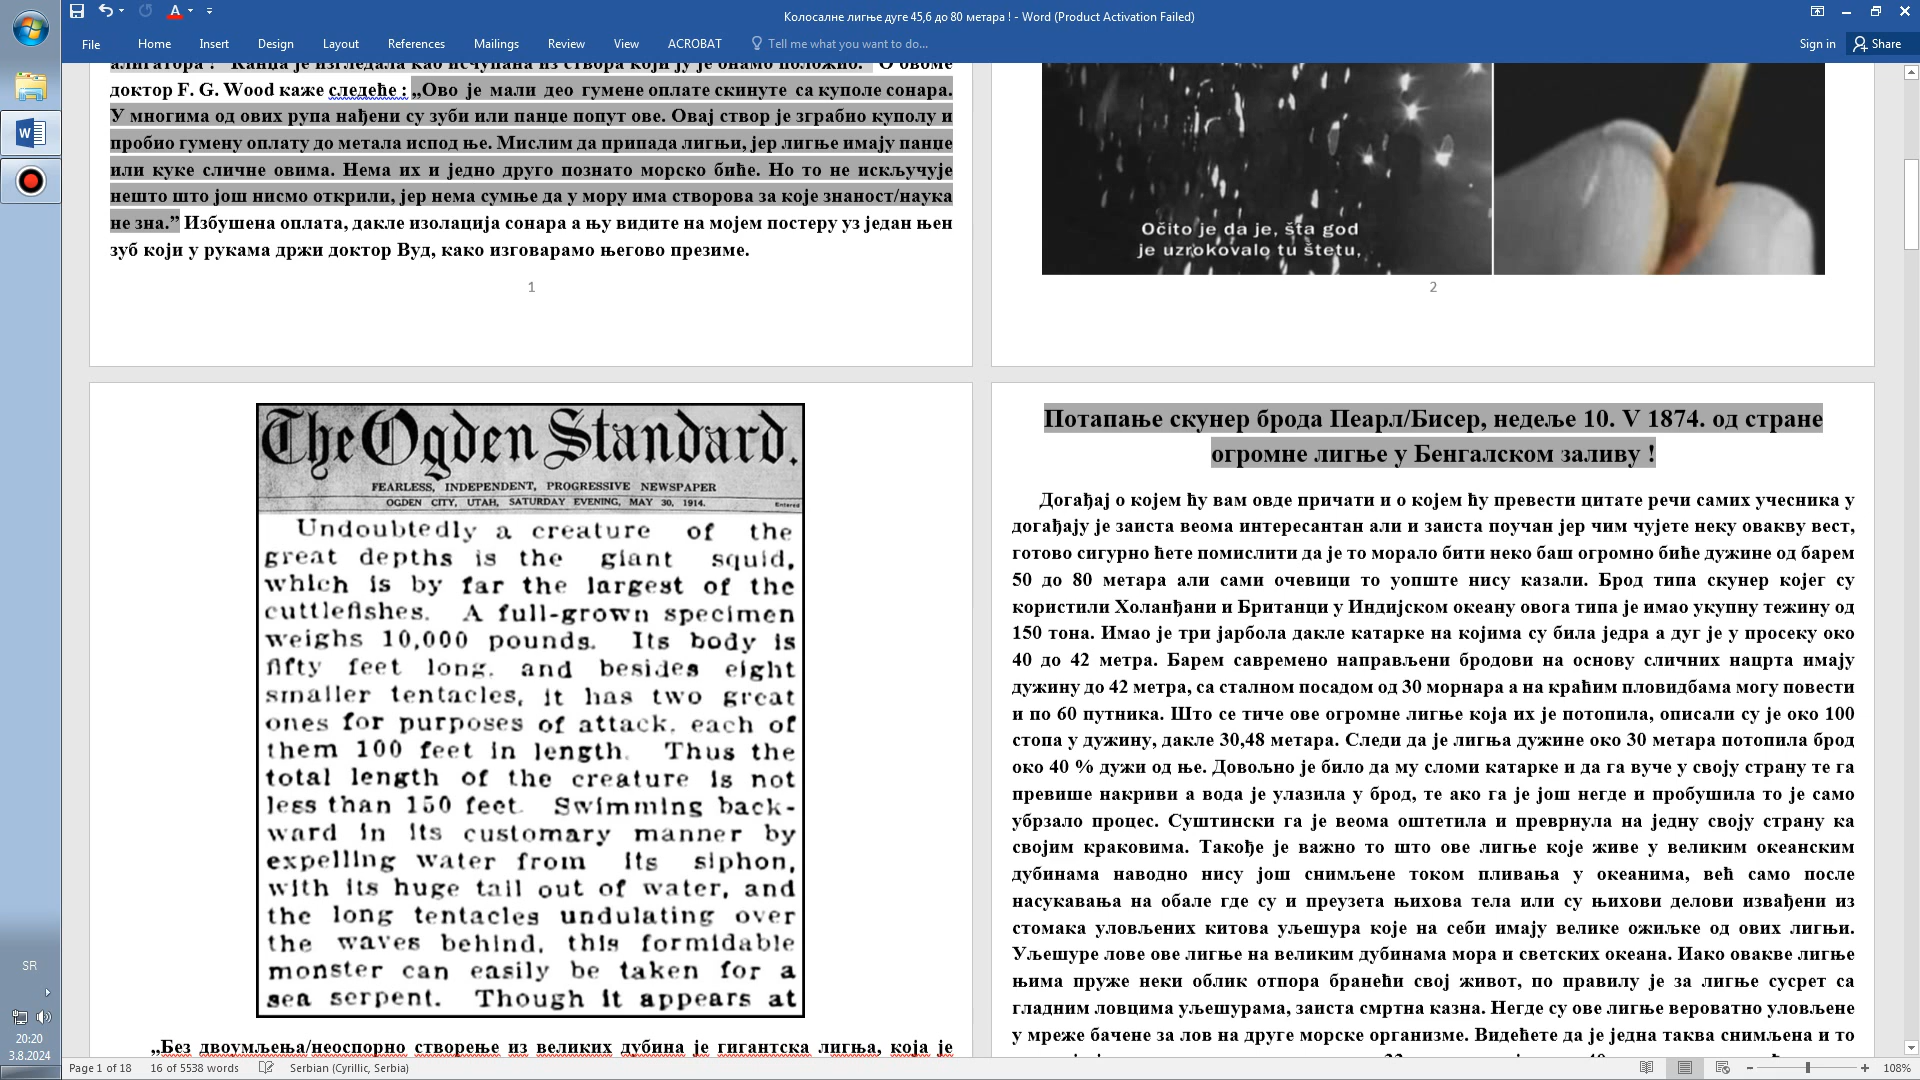 Колосалне лигње дуге 45,6 до 80 метара ! - Word (Product Activation Failed)
File Home Insert Design Layout References Mailings Review View ACROBAT Tell me what you want to do... Sign in Share
алигатора ! Канџа је изгледала као исчупана из створа који ју је онамо положио. О овоме
доктор F. G. Wood каже следеће : „Ово је мали део гумене оплате скинуте са куполе сонара.
У многима од ових рупа нађени су зуби или панџе попут ове. Овај створ је зграбио куполу и
пробио гумену оплату до метала испод ње. Мислим да припада лигњи, јер лигње имају панџе
или куке сличне овима. Нема их и једно друго познато морско биће. Но то не искључује
нешто што још нисмо открили, јер нема сумње да у мору има створова за које знаност/наука
не зна.” Избушена оплата, дакле изолација сонара а њу видите на мојем постеру уз један њен
зуб који у рукама држи доктор Вуд, како изговарамо његово презиме.
1
Očito je da je, šta god
je uzrokovalo tu štetu,
2
The Ogden Standard.
FEARLESS, INDEPENDENT, PROGRESSIVE NEWSPAPER
OGDEN CITY, UTAH, SATURDAY EVENING, MAY 30, 1914. Entered
Undoubtedly a creature of the
great depths is the giant squid,
which is by far the largest of the
cuttlefishes. A full-grown specimen
weighs 10,000 pounds. Its body is
fifty feet long, and besides eight
smaller tentacles, it has two great
ones for purposes of attack, each of
them 100 feet in length. Thus the
total length of the creature is not
less than 150 feet. Swimming back-
ward in its customary manner by
expelling water from its siphon,
with its huge tail out of water, and
the long tentacles undulating over
the waves behind, this formidable
monster can easily be taken for a
sea serpent. Though it appears at
„Без двоумљења/неоспорно створење из великих дубина је гигантска лигња, која је
Потапање скунер брода Пеарл/Бисер, недеље 10. V 1874. од стране
огромне лигње у Бенгалском заливу !
Догађај о којем ћу вам овде причати и о којем ћу превести цитате речи самих учесника у
догађају је заиста веома интересантан али и заиста поучан јер чим чујете неку овакву вест,
готово сигурно ћете помислити да је то морало бити неко баш огромно биће дужине од барем
50 до 80 метара али сами очевици то уопште нису казали. Брод типа скунер којег су
користили Холанђани и Британци у Индијском океану овога типа је имао укупну тежину од
150 тона. Имао је три јарбола дакле катарке на којима су била једра а дуг је у просеку око
40 до 42 метра. Барем савремено направљени бродови на основу сличних нацрта имају
дужину до 42 метра, са сталном посадом од 30 морнара а на краћим пловидбама могу повести
и по 60 путника. Што се тиче ове огромне лигње која их је потопила, описали су је око 100
стопа у дужину, дакле 30,48 метара. Следи да је лигња дужине око 30 метара потопила брод
око 40 % дужи од ње. Довољно је било да му сломи катарке и да га вуче у своју страну те га
превише накриви а вода је улазила у брод, те ако га је још негде и пробушила то је само
убрзало процес. Суштински га је веома оштетила и преврнула на једну своју страну ка
својим краковима. Такође је важно то што ове лигње које живе у великим океанским
дубинама наводно нису још снимљене током пливања у океанима, већ само после
насукавања на обале где су и преузета њихова тела или су њихови делови извађени из
стомака уловљених китова уљешура које на себи имају велике ожиљке од ових лигњи.
Уљешуре лове ове лигње на великим дубинама мора и светских океана. Иако овакве лигње
њима пруже неки облик отпора бранећи свој живот, по правилу је за лигње сусрет са
гладним ловцима уљешурама, заиста смртна казна. Негде су ове лигње вероватно уловљене
у мреже бачене за лов на друге морске организме. Видећете да је једна таква снимљена и то
SR
20:20
3.8.2024
Page 1 of 18 16 of 5538 words Serbian (Cyrillic, Serbia) 108%